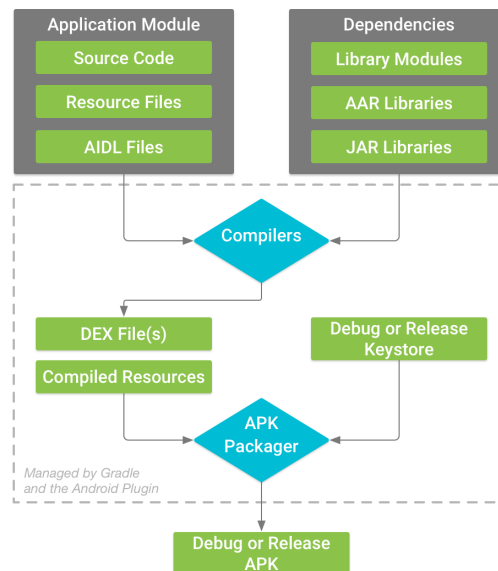 Application Module
Source Code
Resource Files
AIDL Files
Dependencies
Library Modules
AAR Libraries
JAR Libraries
Compilers
DEX File(s)
Compiled Resources
Debug or Release
Keystore
APK
Packager
Managed by Gradle
and the Android Plugin
Debug or Release
APK